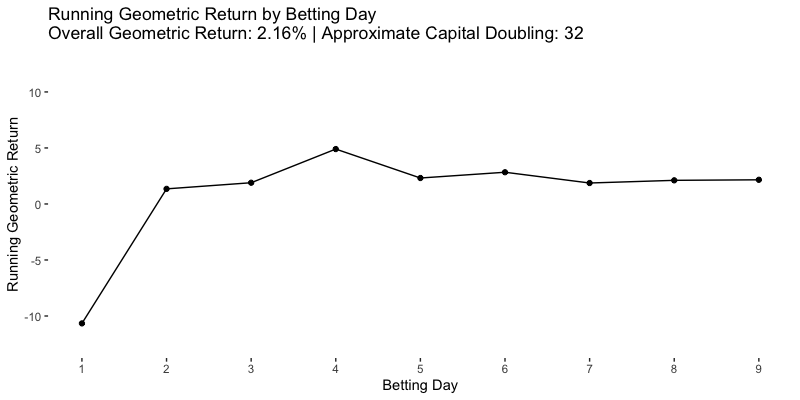 Running Geometric Return by Betting Day
Overall Geometric Return: 2.16% | Approximate Capital Doubling: 32
Running Geometric Return
10
5
0
-5
-10
1 2 3 4 5 6 7 8 9
Betting Day